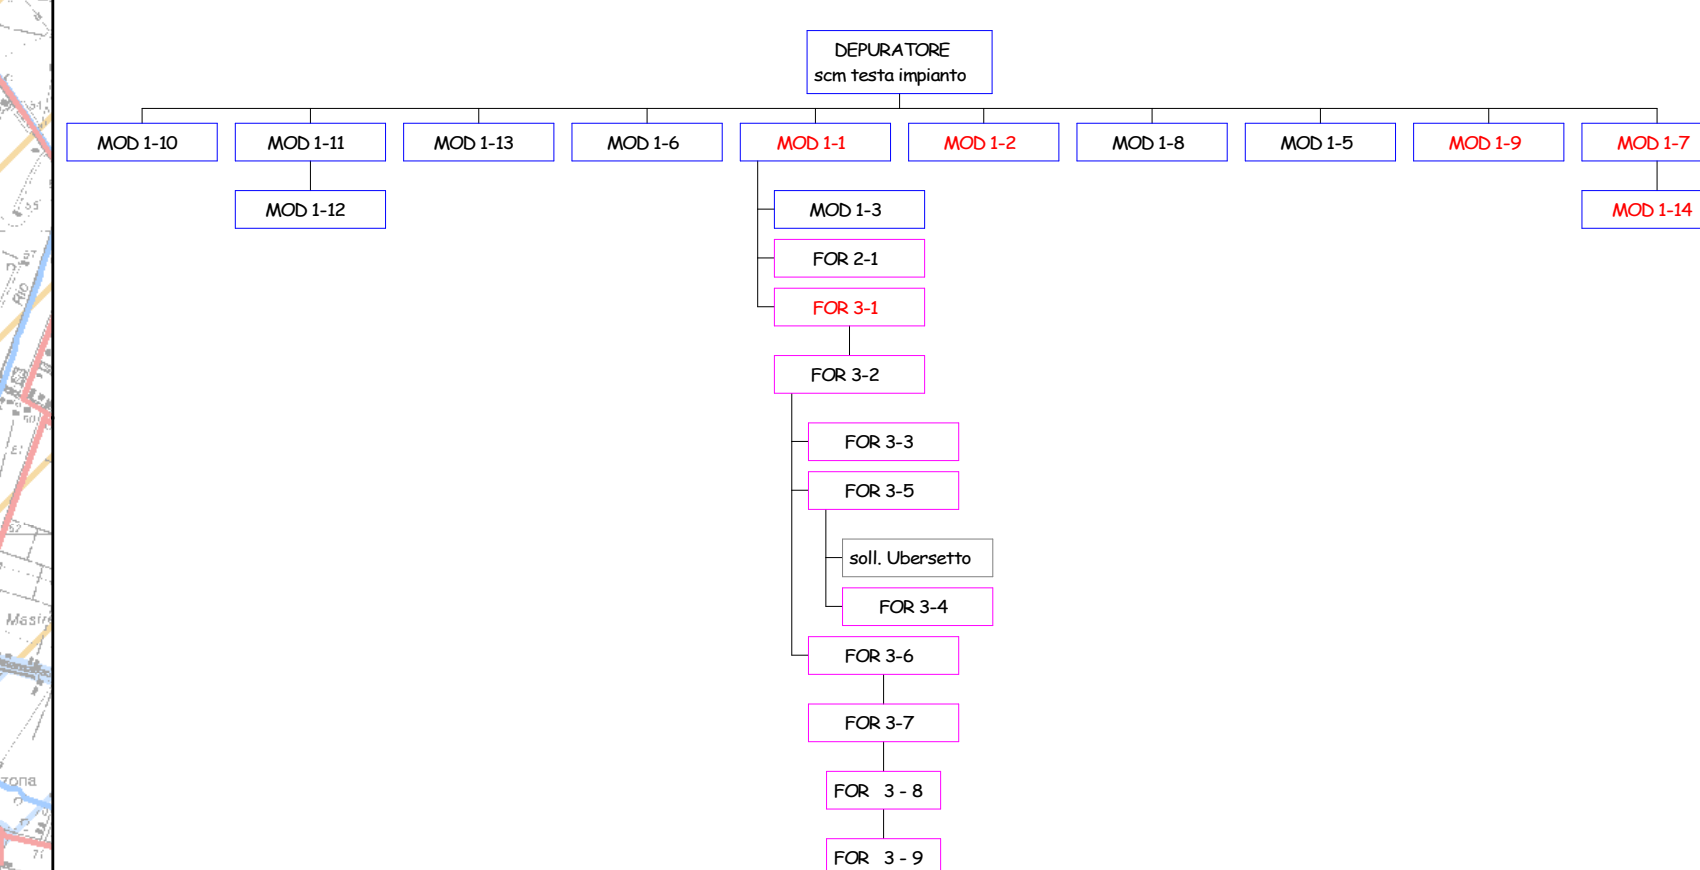 DEPURATORE
scm testa impianto
MOD 1-10 MOD 1-11 MOD 1-13 MOD 1-6 MOD 1-1 MOD 1-2 MOD 1-8 MOD 1-5 MOD 1-9 MOD 1-7
MOD 1-12 MOD 1-3 MOD 1-14
FOR 2-1
FOR 3-1
FOR 3-2
FOR 3-3
FOR 3-5
soll. Ubersetto
FOR 3-4
FOR 3-6
FOR 3-7
FOR 3 - 8
FOR 3 - 9
Rio
71